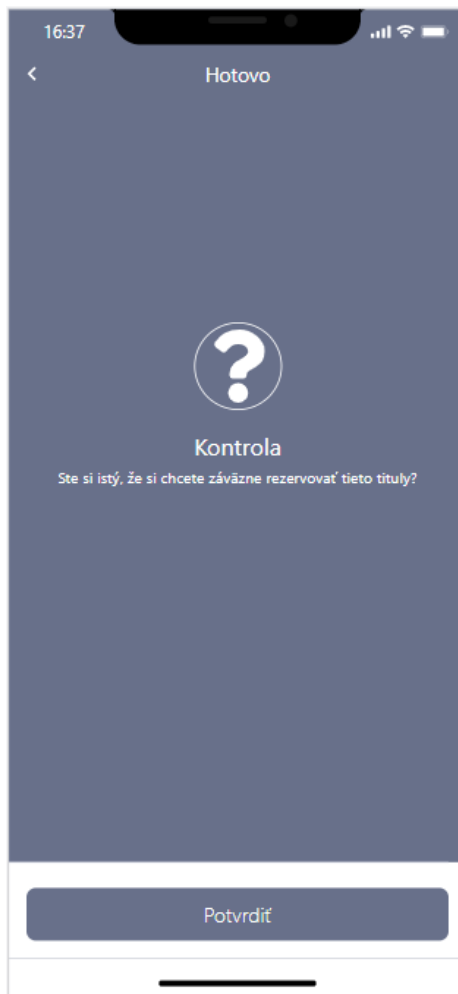 16:37
Hotovo
?
Kontrola
Ste si istý, že si chcete záväzne rezervovať tieto tituly?
Potvrdiť